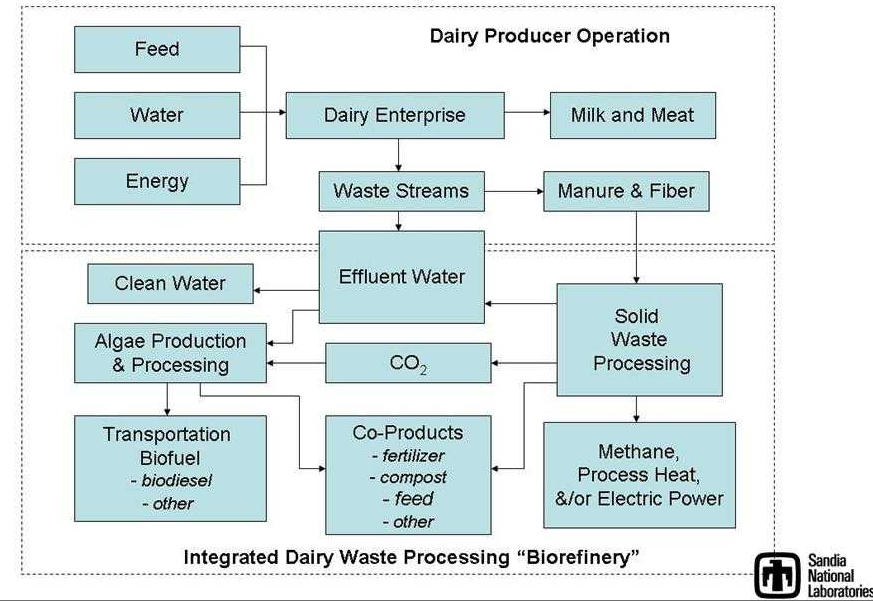 Dairy Producer Operation
Feed
Water
Energy
Dairy Enterprise
Milk and Meat
Waste Streams
Manure & Fiber
Effluent Water
Clean Water
Solid
Waste
Processing
Algae Production
& Processing
CO₂
Transportation
Biofuel
- biodiesel
- other
Co-Products
- fertilizer
- compost
- feed
- other
Methane,
Process Heat,
&/or Electric Power
Integrated Dairy Waste Processing “Biorefinery”
Sandia
National
Laboratories